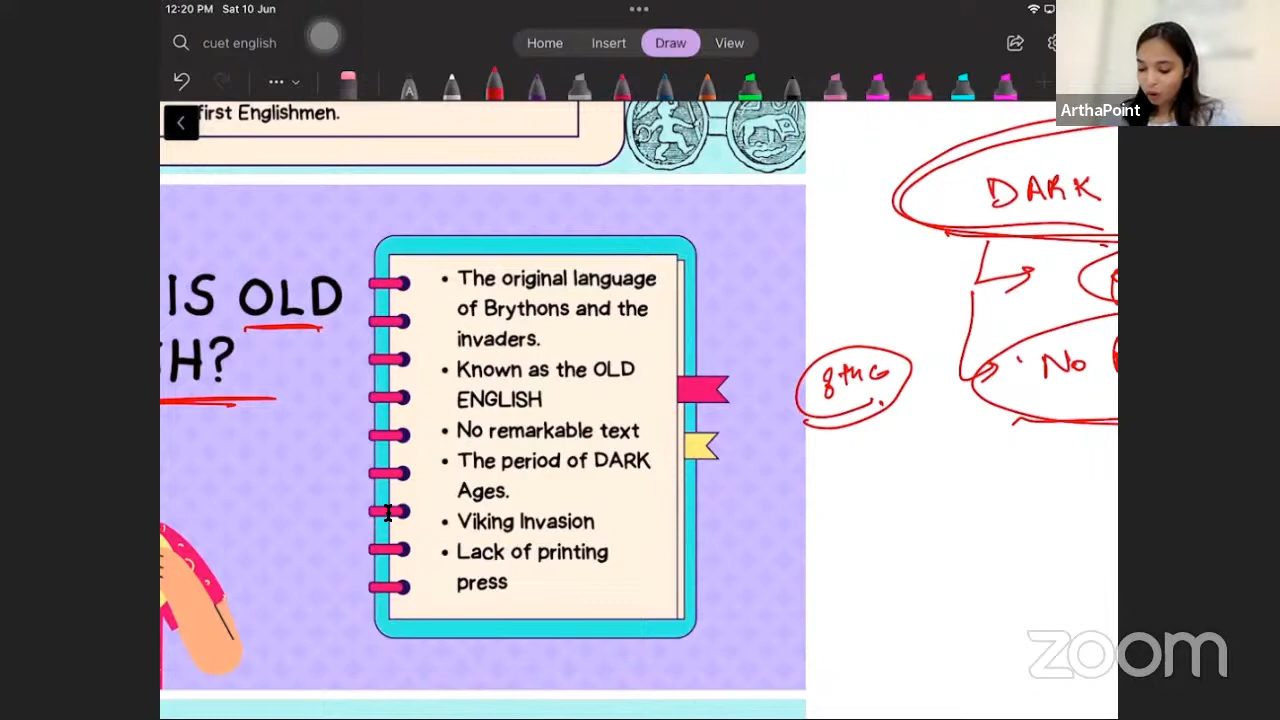 12:20 PM Sat 10 Jun
cuet english
Home Insert Draw View
ArthaPoint
first Englishmen.
DARK
IS OLD
H?
• The original language
of Brythons and the
invaders.
• Known as the OLD
ENGLISH
• No remarkable text
• The period of DARK
Ages.
• Viking Invasion
• Lack of printing
press
8th C
No
zoom